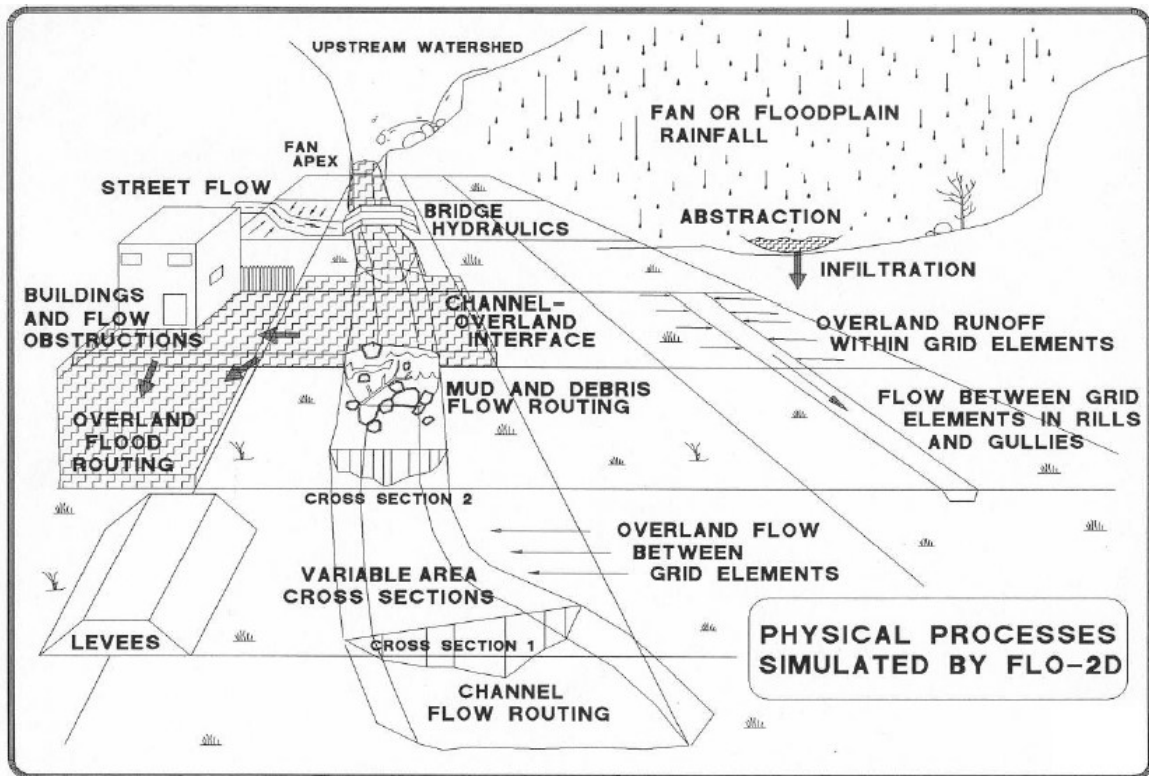 UPSTREAM WATERSHED
FAN OR FLOODPLAIN
RAINFALL
FAN
APEX
STREET FLOW
BRIDGE
HYDRAULICS
ABSTRACTION
INFILTRATION
BUILDINGS
AND FLOW
OBSTRUCTIONS
CHANNEL-
OVERLAND
INTERFACE
OVERLAND RUNOFF
WITHIN GRID ELEMENTS
MUD AND DEBRIS
FLOW ROUTING
FLOW BETWEEN GRID
ELEMENTS IN RILLS
AND GULLIES
OVERLAND
FLOOD
ROUTING
CROSS SECTION 2
OVERLAND FLOW
BETWEEN
GRID ELEMENTS
VARIABLE AREA
CROSS SECTIONS
LEVEES
CROSS SECTION 1
CHANNEL
FLOW ROUTING
PHYSICAL PROCESSES
SIMULATED BY FLO-2D